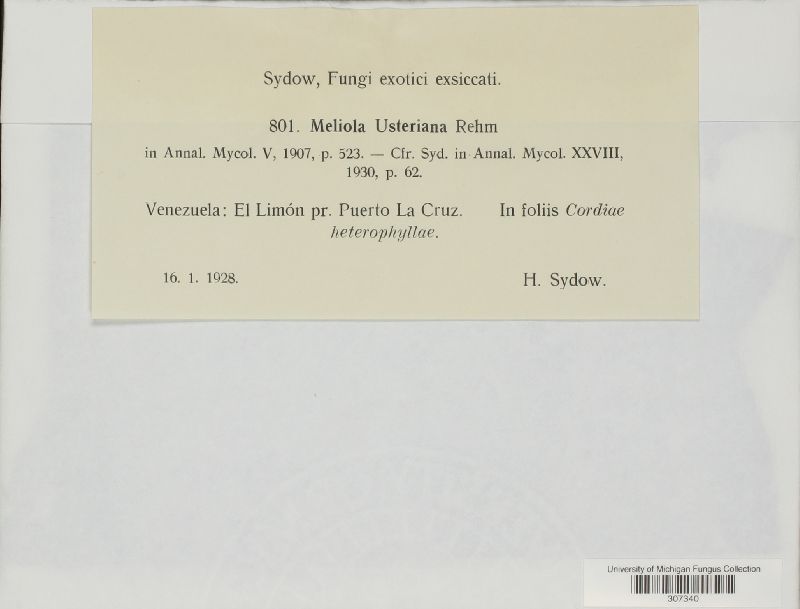 Sydow, Fungi exotici exsiccati.
801. Meliola Usteriana Rehm
in Annal. Mycol. V, 1907, p. 523. — Cfr. Syd. in Annal. Mycol. XXVIII,
1930, p. 62.
Venezuela: El Limón pr. Puerto La Cruz. In foliis Cordiae
heterophyllae.
16. 1. 1928. H. Sydow.
University of Michigan Fungus Collection
307340